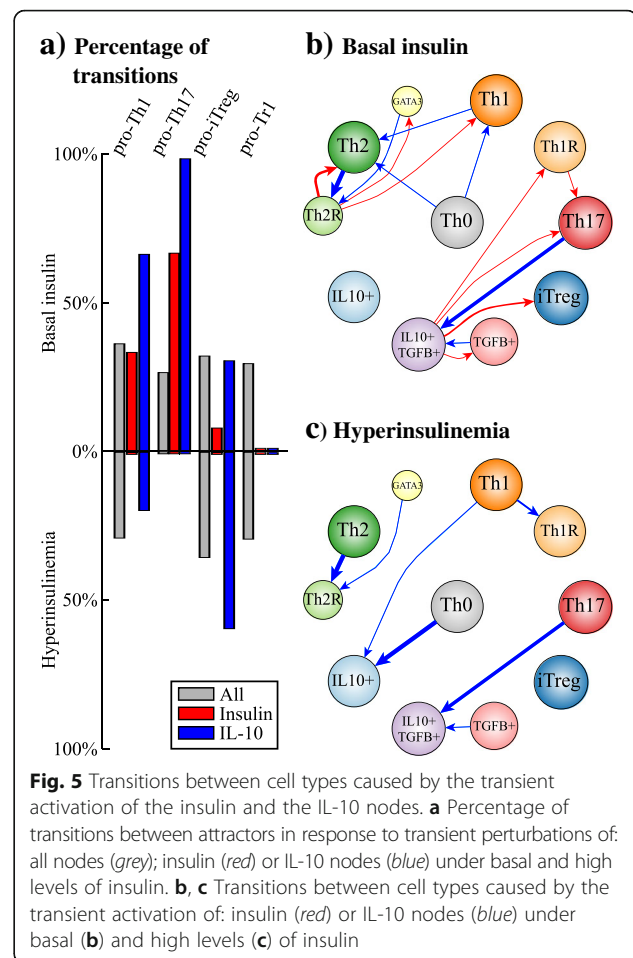 a) Percentage of
transitions
pro-Th1
pro-Th17
pro-iTreg
pro-Tr1
100%
50%
0%
50%
100%
Basal insulin
Hyperinsulinemia
All
Insulin
IL-10
b) Basal insulin
GATA3
Th1
Th2
Th1R
Th2R
Th0
Th17
IL10+
iTreg
IL10+
TGFB+
TGFB+
c) Hyperinsulinemia
GATA3
Th1
Th2
Th1R
Th2R
Th0
Th17
IL10+
iTreg
IL10+
TGFB+
TGFB+
Fig. 5 Transitions between cell types caused by the transient
activation of the insulin and the IL-10 nodes. a Percentage of
transitions between attractors in response to transient perturbations of:
all nodes (grey); insulin (red) or IL-10 nodes (blue) under basal and high
levels of insulin. b, c Transitions between cell types caused by the
transient activation of: insulin (red) or IL-10 nodes (blue) under
basal (b) and high levels (c) of insulin